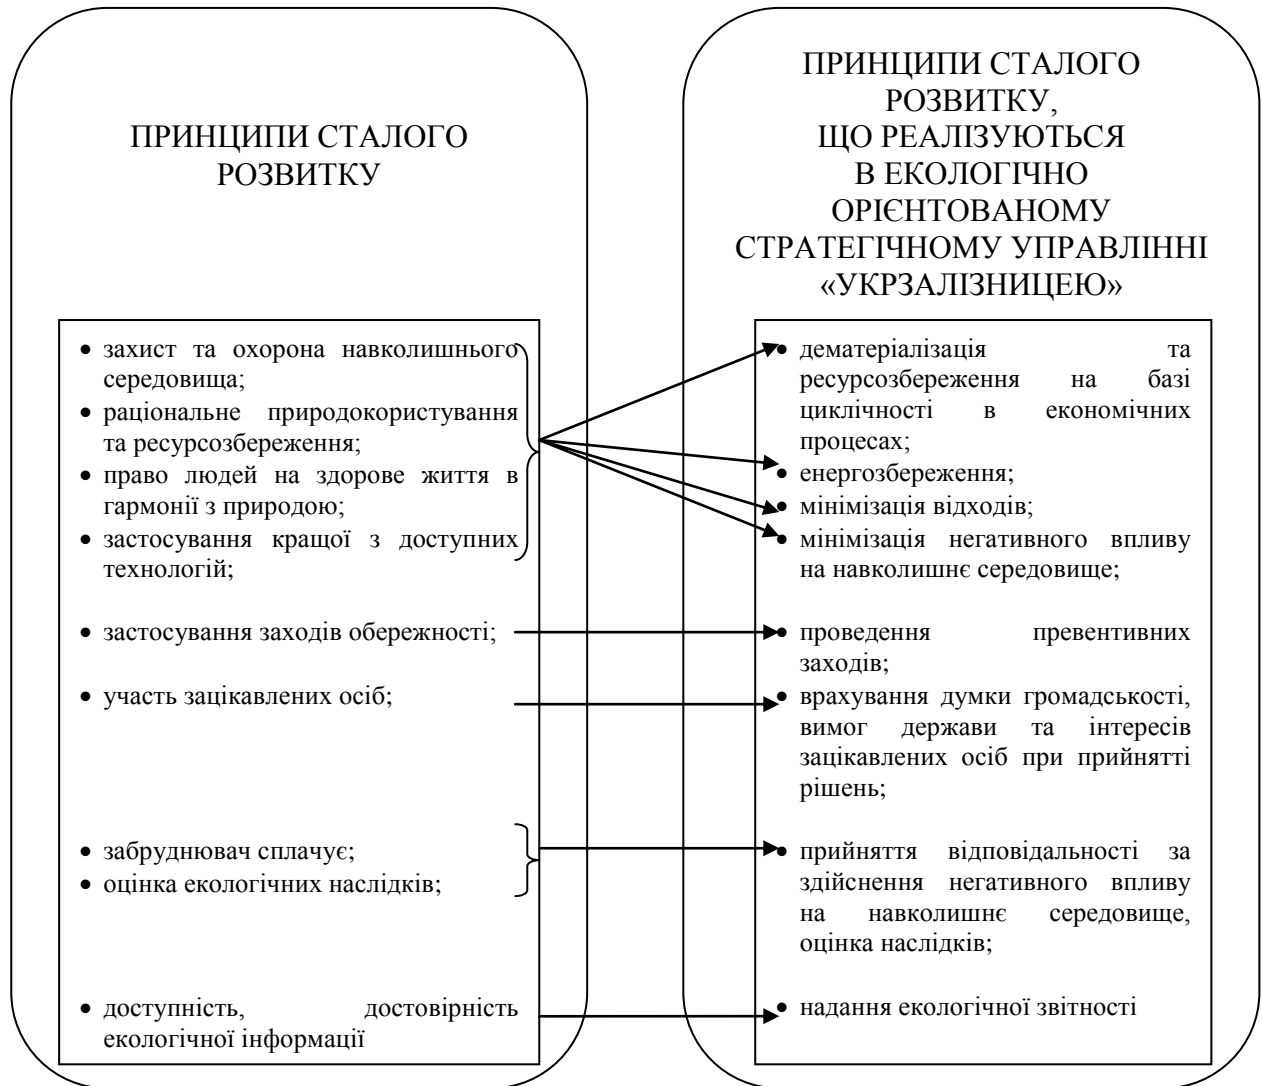 ПРИНЦИПИ СТАЛОГО
РОЗВИТКУ
захист та охорона навколишнього
середовища;
раціональне природокористування
та ресурсозбереження;
право людей на здорове життя в
гармонії з природою;
застосування кращої з доступних
технологій;
застосування заходів обережності;
участь зацікавлених осіб;
забруднювач сплачує;
оцінка екологічних наслідків;
доступність, достовірність
екологічної інформації
ПРИНЦИПИ СТАЛОГО
РОЗВИТКУ,
ЩО РЕАЛІЗУЮТЬСЯ
В ЕКОЛОГІЧНО
ОРІЄНТОВАНОМУ
СТРАТЕГІЧНОМУ УПРАВЛІННІ
«УКРЗАЛІЗНИЦЕЮ»
дематеріалізація та
ресурсозбереження на базі
циклічності в економічних
процесах;
енергозбереження;
мінімізація відходів;
мінімізація негативного впливу
на навколишнє середовище;
проведення превентивних
заходів;
врахування думки громадськості,
вимог держави та інтересів
зацікавлених осіб при прийнятті
рішень;
прийняття відповідальності за
здійснення негативного впливу
на навколишнє середовище,
оцінка наслідків;
надання екологічної звітності